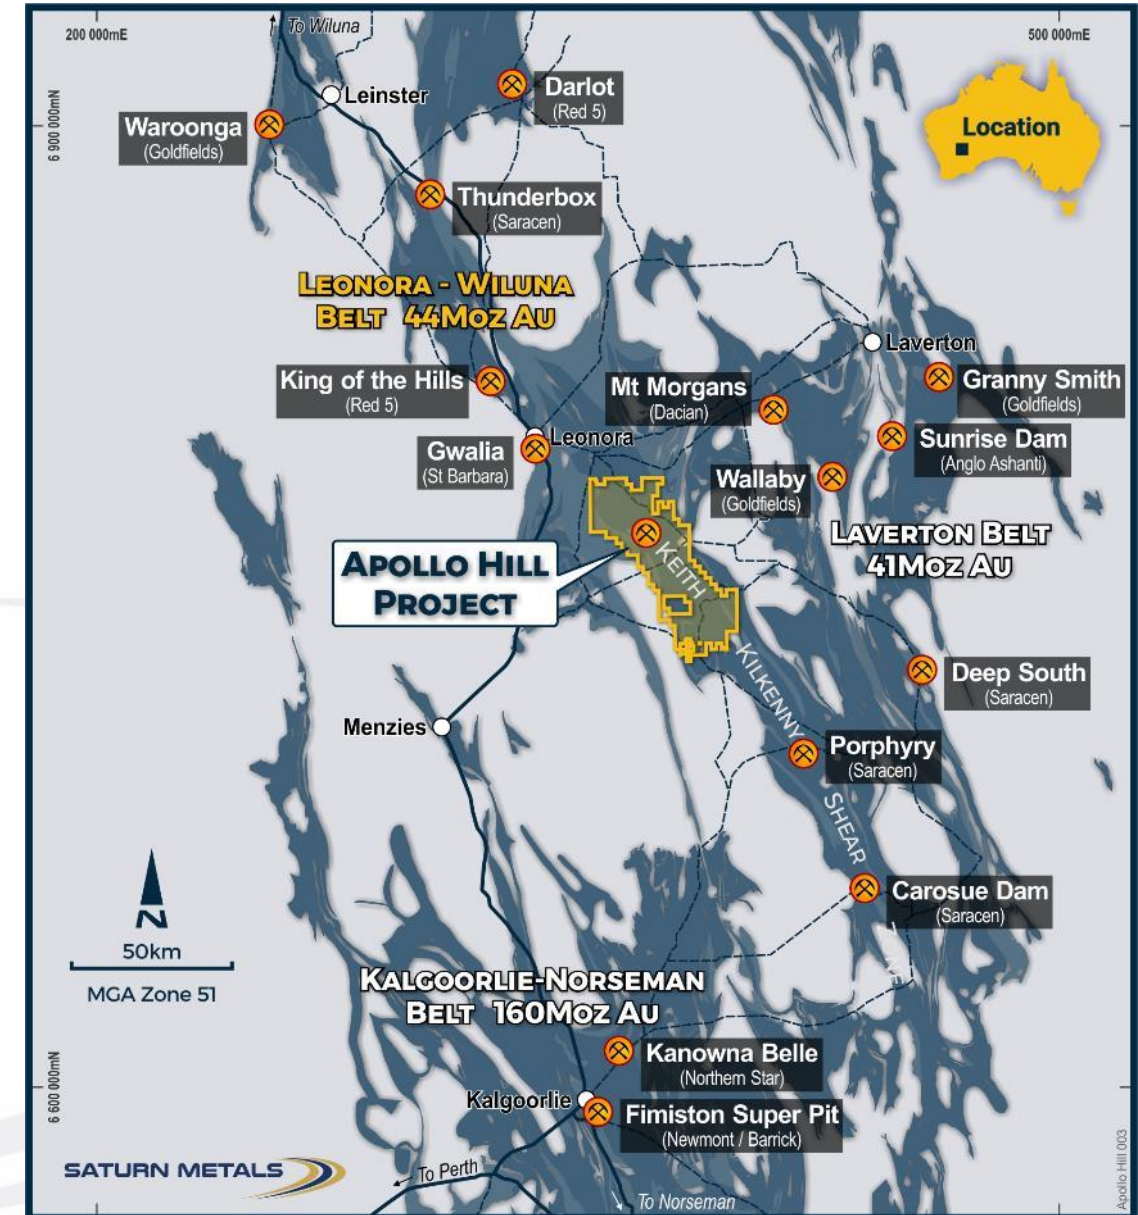 To Wiluna
200 000mE
500 000mE
Leinster
Darlot
(Red 5)
Waroonga
(Goldfields)
6 900 000mN
Location
Thunderbox
(Saracen)
LEONORA - WILUNA
BELT 44MOZ AU
Laverton
King of the Hills
(Red 5)
Mt Morgans
(Dacian)
Granny Smith
(Goldfields)
Leonora
Gwalia
(St Barbara)
Sunrise Dam
(Anglo Ashanti)
Wallaby
(Goldfields)
LAVERTON BELT
41MOZ AU
APOLLO HILL
PROJECT
KEITH
KILKENNY
SHEAR
ZONE
Deep South
(Saracen)
Menzies
Porphyry
(Saracen)
Carosue Dam
(Saracen)
N
50km
MGA Zone 51
KALGOORLIE-NORSEMAN
BELT 160MOZ AU
Kanowna Belle
(Northern Star)
6 600 000mN
Kalgoorlie
Fimiston Super Pit
(Newmont / Barrick)
SATURN METALS
To Perth
To Norseman
Apollo Hill 003